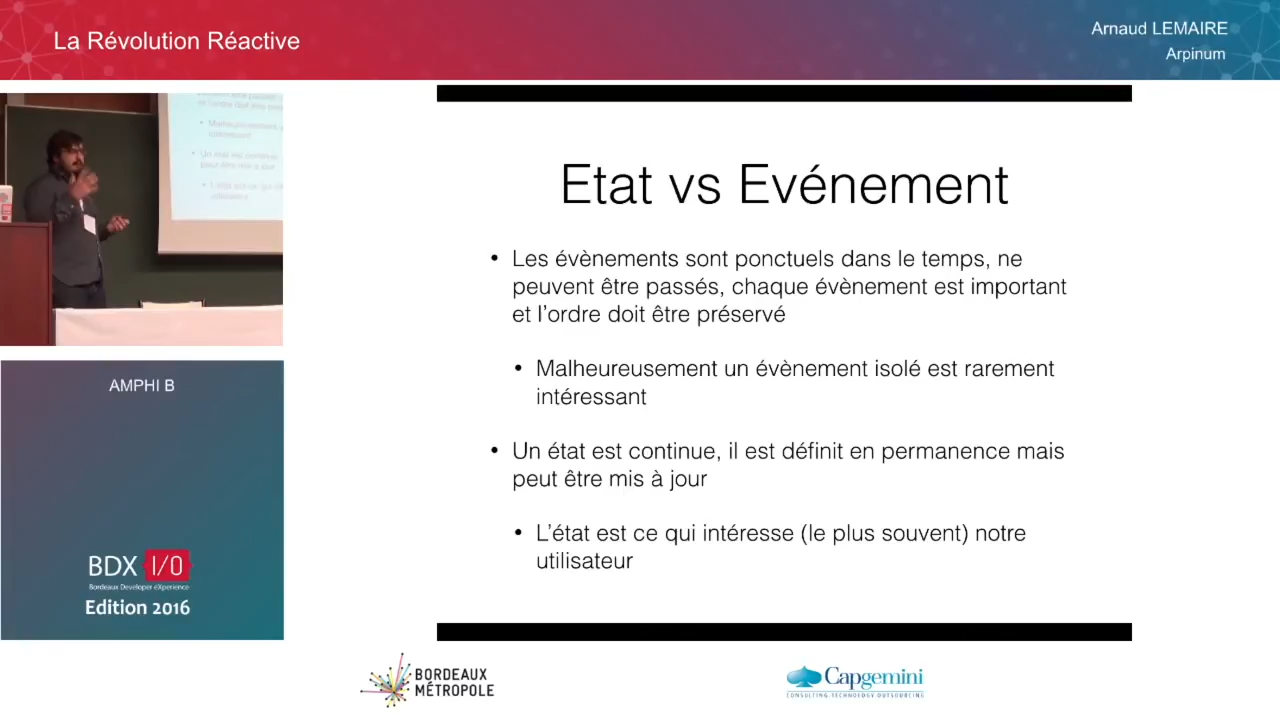 La Révolution Réactive
Arnaud LEMAIRE
Arpinum
Etat vs Evénement
• Les évènements sont ponctuels dans le temps, ne
peuvent être passés, chaque évènement est important
et l’ordre doit être préservé
• Malheureusement un évènement isolé est rarement
intéressant
• Un état est continue, il est définit en permanence mais
peut être mis à jour
• L’état est ce qui intéresse (le plus souvent) notre
utilisateur
AMPHI B
BDX I/O
Bordeaux Developer eXperience
Edition 2016
BORDEAUX
MÉTROPOLE
Capgemini
CONSULTING.TECHNOLOGY.OUTSOURCING